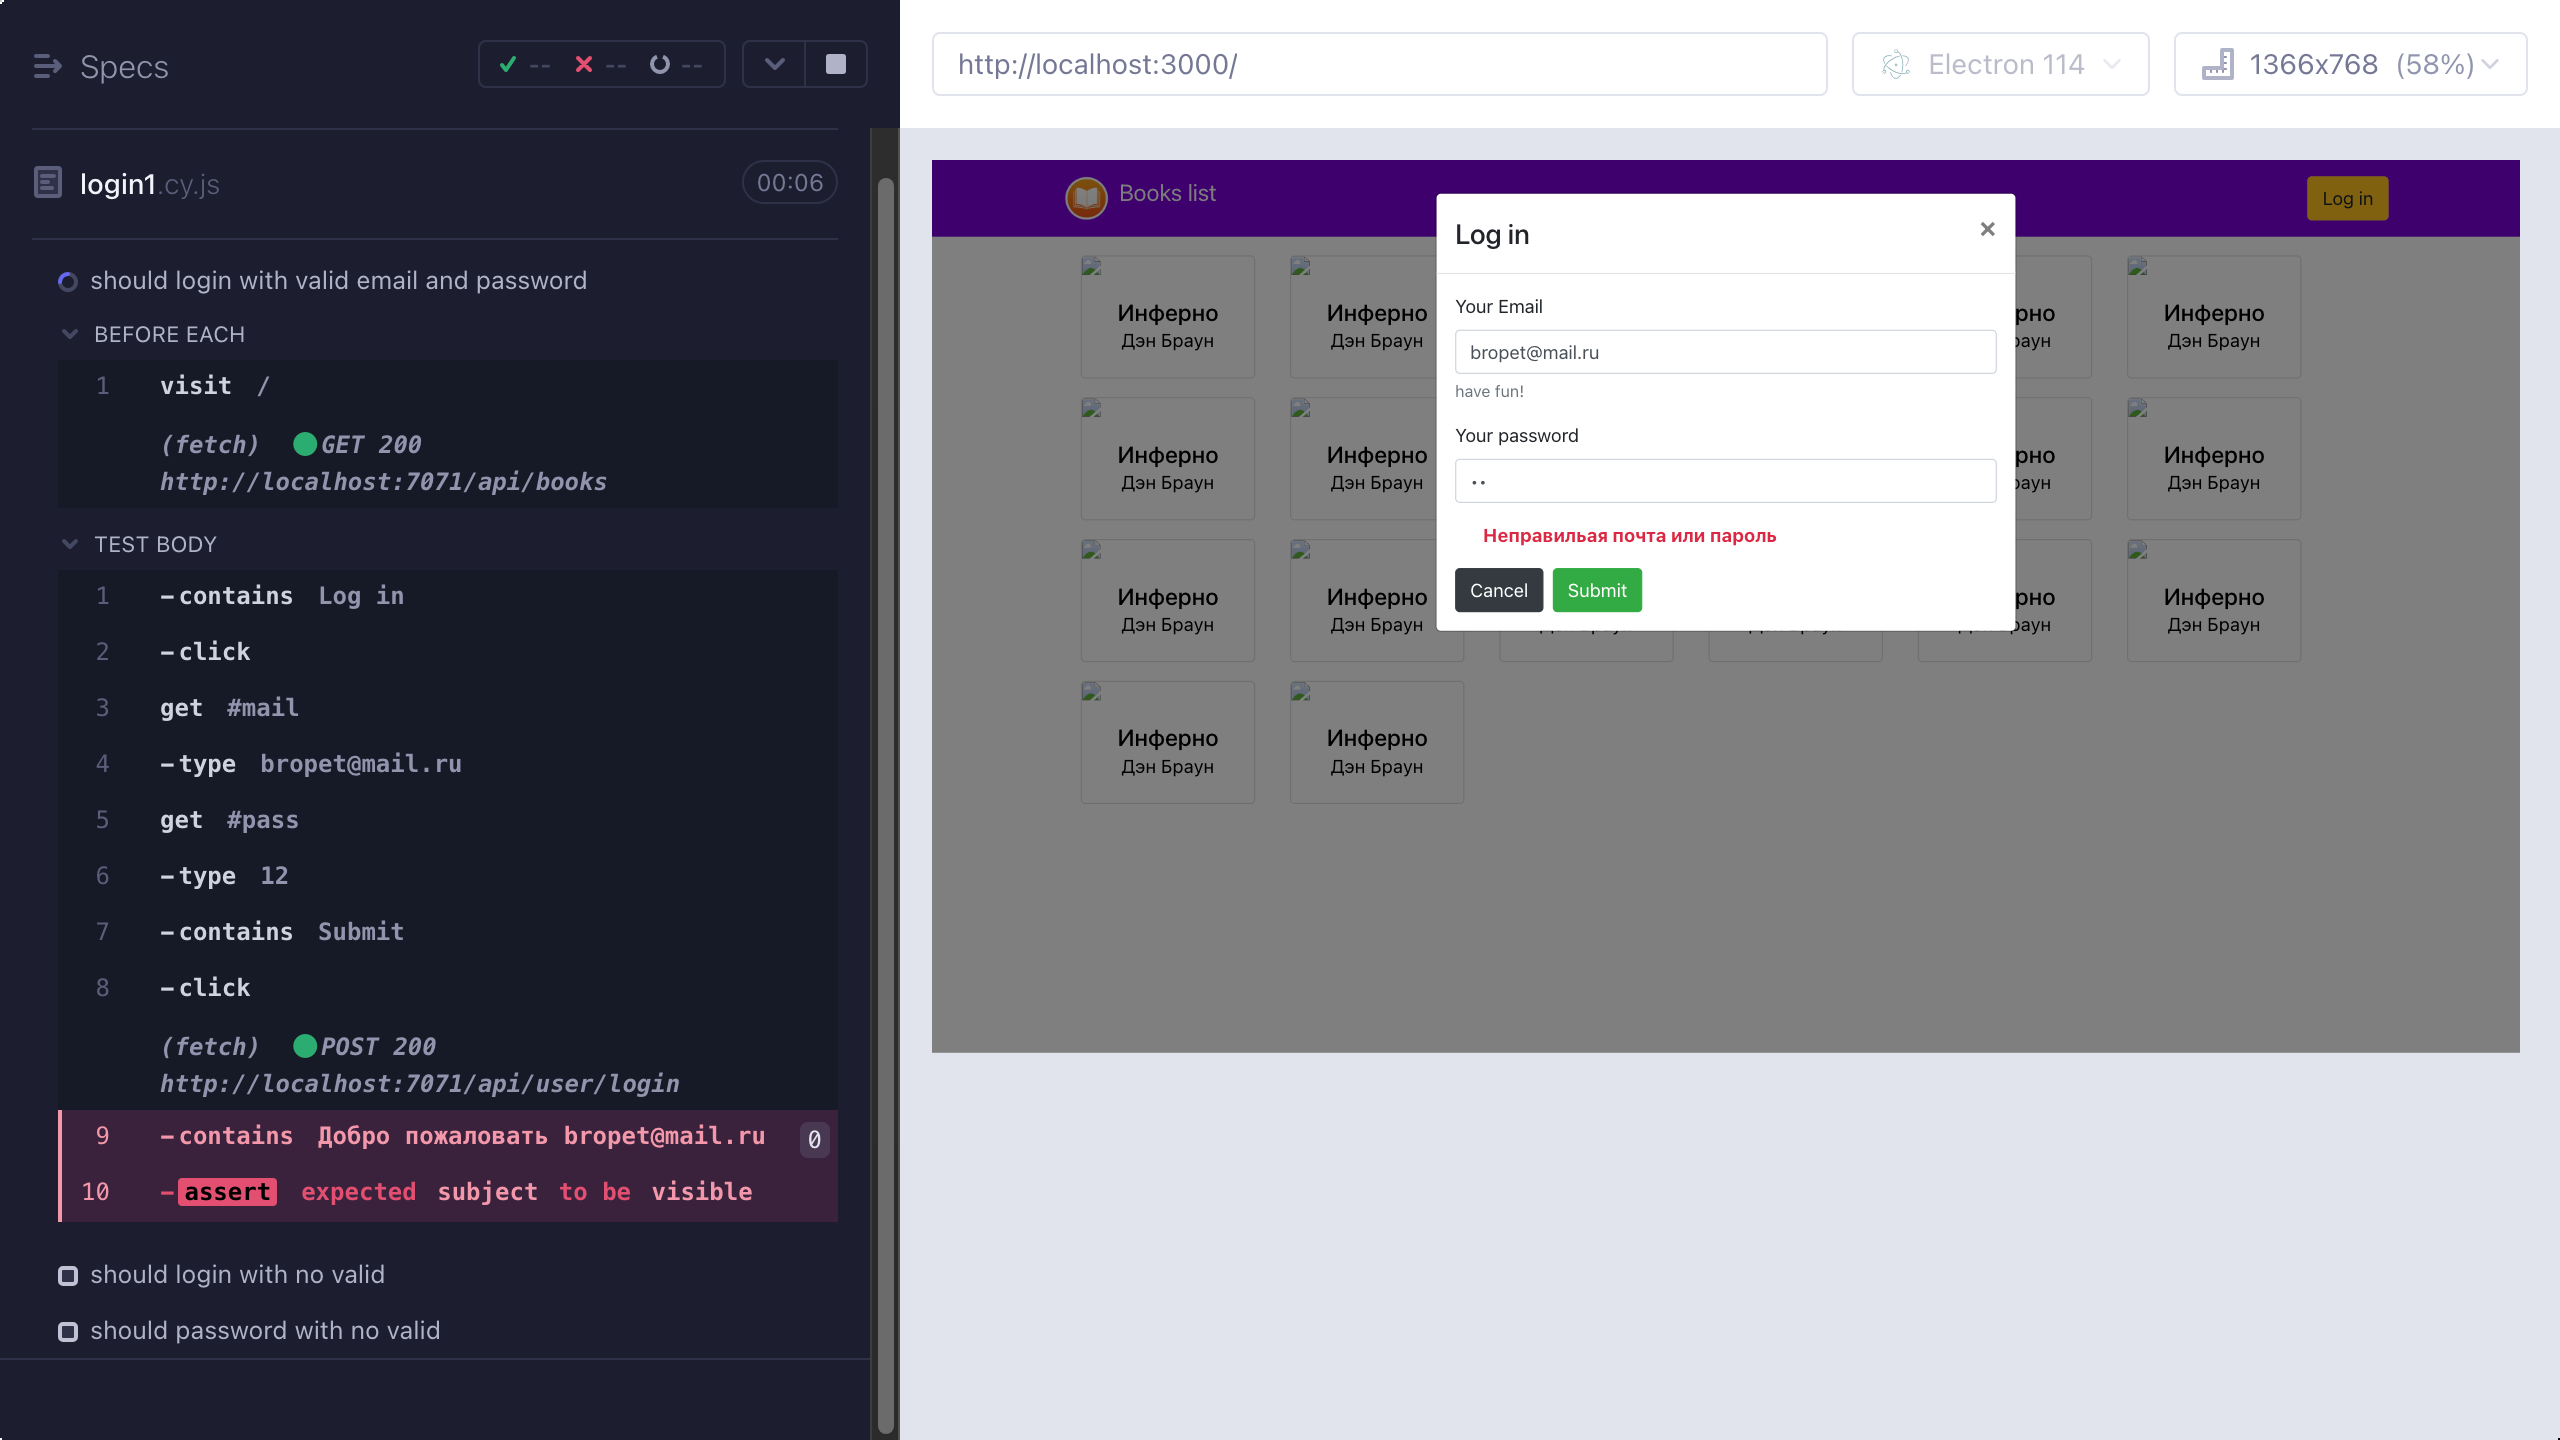 Specs
-- -- --
login1.cy.js 00:06
should login with valid email and password
BEFORE EACH
1 visit /
(fetch) GET 200
http://localhost:7071/api/books
TEST BODY
1 -contains Log in
2 -click
3 get #mail
4 -type bropet@mail.ru
5 get #pass
6 -type 12
7 -contains Submit
8 -click
(fetch) POST 200
http://localhost:7071/api/user/login
9 -contains Добро пожаловать bropet@mail.ru 0
10 -assert expected subject to be visible
should login with no valid
should password with no valid
http://localhost:3000/ Electron 114 1366x768 (58%)
Books list Log in
Log in ×
Your Email
bropet@mail.ru
have fun!
Your password
••
Неправильая почта или пароль
Cancel Submit
Инферно Инферно рно Инферно
Дэн Браун Дэн Браун раун Дэн Браун
Инферно Инферно рно Инферно
Дэн Браун Дэн Браун раун Дэн Браун
Инферно Инферно рно Инферно
Дэн Браун Дэн Браун Дэн Браун Дэн Браун Дэн Браун Дэн Браун
Инферно Инферно
Дэн Браун Дэн Браун